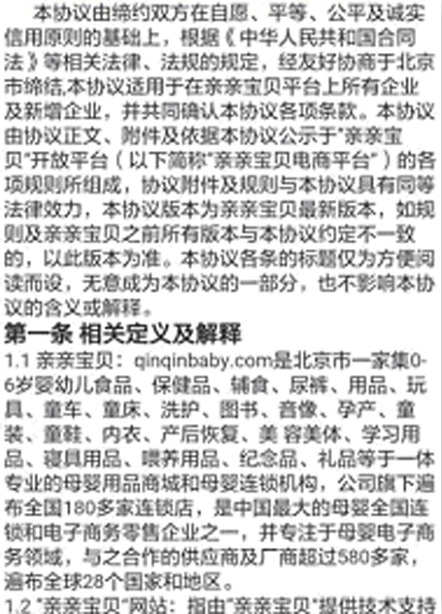 本协议由缔约双方在自愿、平等、公平及诚实
信用原则的基础上，根据《中华人民共和国合同
法》等相关法律、法规的规定，经友好协商于北京
市缔结,本协议适用于在亲亲宝贝平台上所有企业
及新增企业，并共同确认本协议各项条款。本协议
由协议正文、附件及依据本协议公示于"亲亲宝
贝"开放平台（以下简称"亲亲宝贝电商平台"）的各
项规则所组成，协议附件及规则与本协议具有同等
法律效力，本协议版本为亲亲宝贝最新版本，如规
则及亲亲宝贝之前所有版本与本协议约定不一致
的，以此版本为准。本协议各条的标题仅为方便阅
读而设，无意成为本协议的一部分，也不影响本协
议的含义或解释。
第一条 相关定义及解释
1.1 亲亲宝贝：qinqinbaby.com是北京市一家集0-
6岁婴幼儿食品、保健品、辅食、尿裤、用品、玩
具、童车、童床、洗护、图书、音像、孕产、童
装、童鞋、内衣、产后恢复、美 容美体、学习用
品、寝具用品、喂养用品、纪念品、礼品等于一体
专业的母婴用品商城和母婴连锁机构，公司旗下遍
布全国180多家连锁店，是中国最大的母婴全国连
锁和电子商务零售企业之一，并专注于母婴电子商
务领域，与之合作的供应商及厂商超过580多家，
遍布全球28个国家和地区。
1.2 "亲亲宝贝"网站：指由"亲亲宝贝"提供技术支持